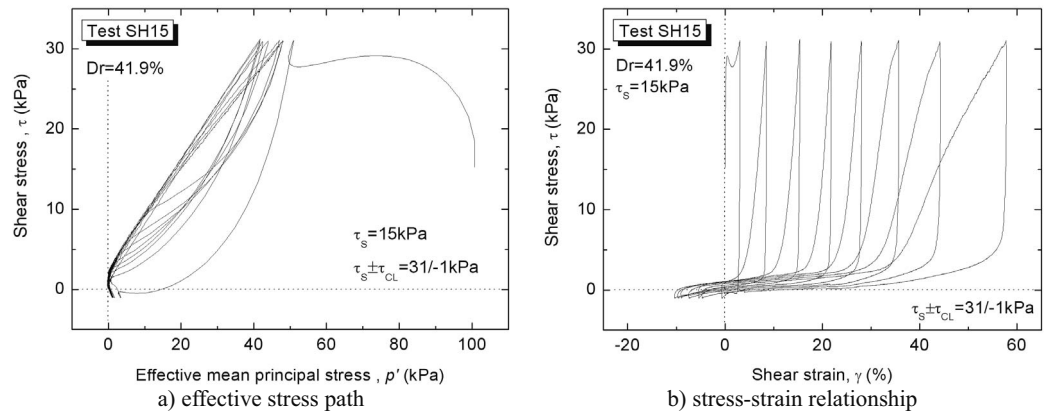 Test SH15
Dr=41.9%
τS=15kPa
τS±τCL=31/-1kPa
Shear stress , τ (kPa)
30
20
10
0
0 20 40 60 80 100
Effective mean principal stress , p' (kPa)
a) effective stress path
Test SH15
Dr=41.9%
τS=15kPa
τS±τCL=31/-1kPa
Shear stress, τ (kPa)
30
20
10
0
-20 0 20 40 60
Shear strain, γ (%)
b) stress-strain relationship